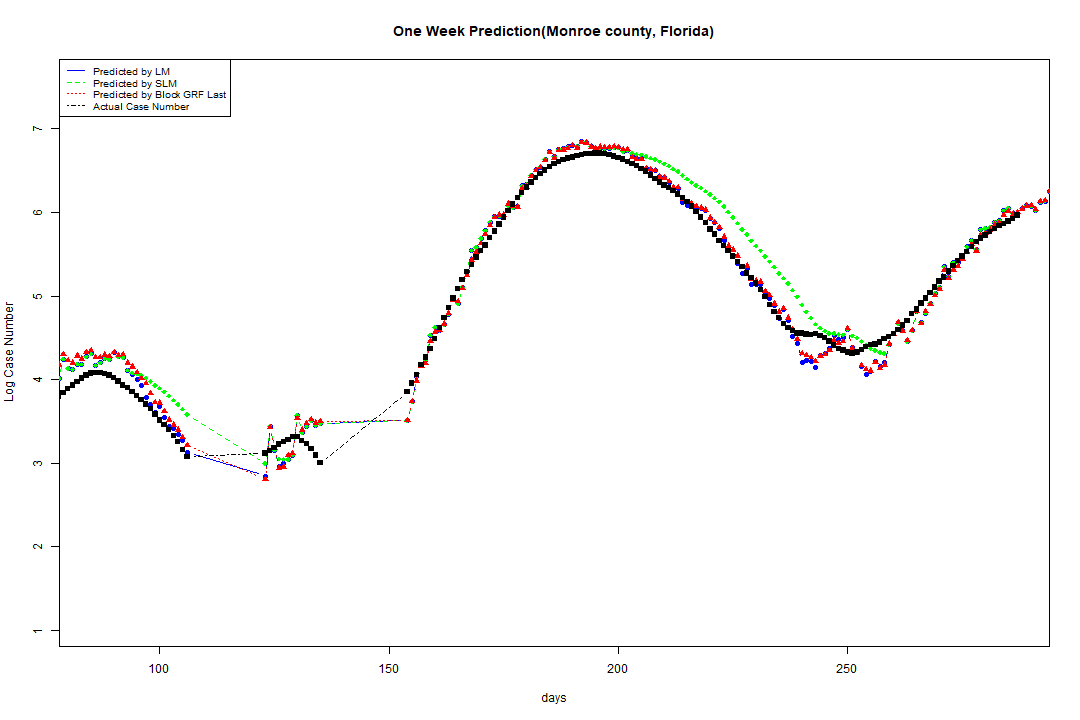 One Week Prediction(Monroe county, Florida)
Predicted by LM
Predicted by SLM
Predicted by Block GRF Last
Actual Case Number
7
6
5
4
3
2
1
Log Case Number
100 150 200 250
days